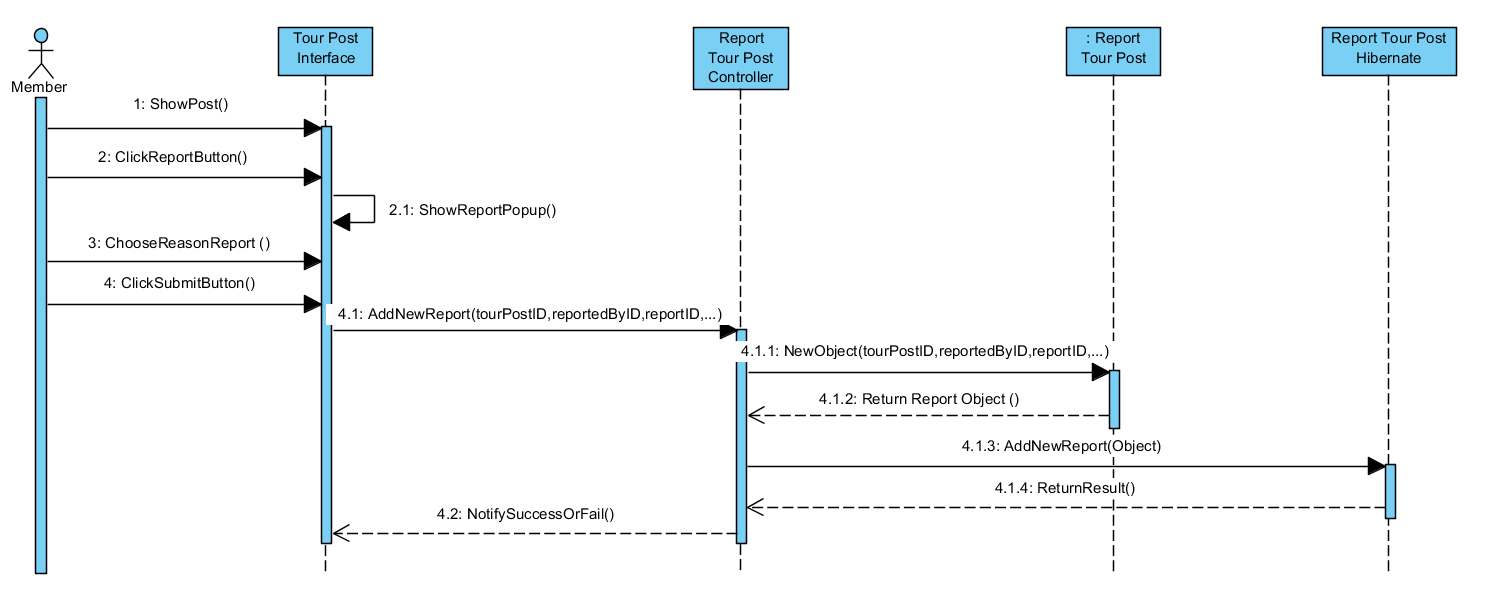 Member
Tour Post
Interface
Report
Tour Post
Controller
: Report
Tour Post
Report Tour Post
Hibernate
1: ShowPost()
2: ClickReportButton()
2.1: ShowReportPopup()
3: ChooseReasonReport ()
4: ClickSubmitButton()
4.1: AddNewReport(tourPostID,reportedByID,reportID,...)
4.1.1: NewObject(tourPostID,reportedByID,reportID,...)
4.1.2: Return Report Object ()
4.1.3: AddNewReport(Object)
4.1.4: ReturnResult()
4.2: NotifySuccessOrFail()